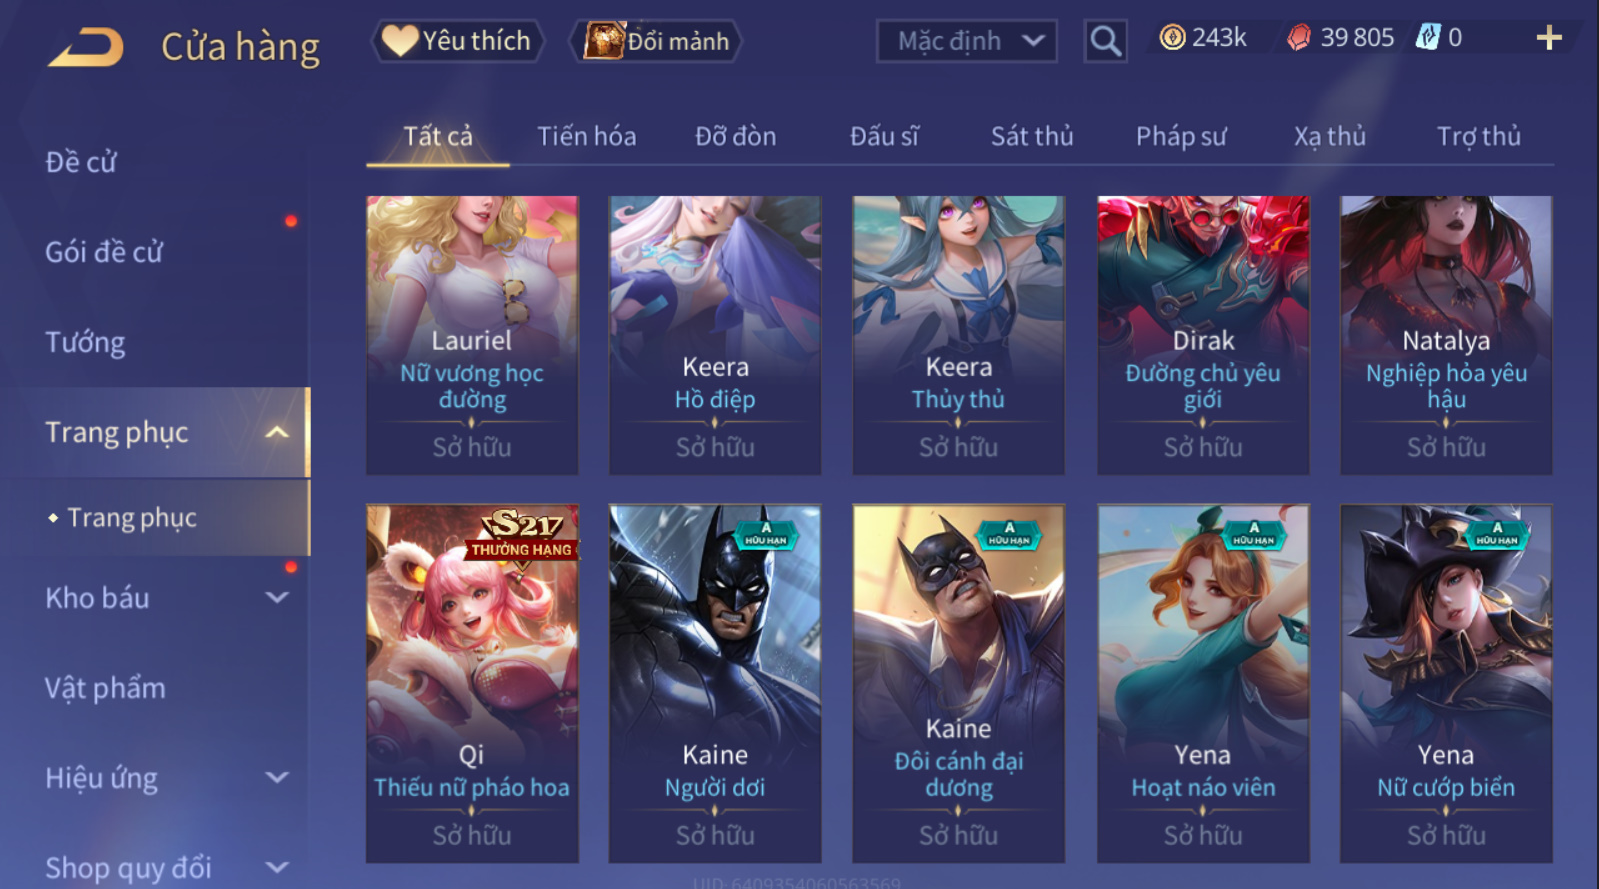 Cửa hàng
Yêu thích
Đổi mảnh
Mặc định
243k
39 805
0
Đề cử
Gói đề cử
Tướng
Trang phục
Trang phục
Kho báu
Vật phẩm
Hiệu ứng
Shop quy đổi
Tất cả
Tiến hóa
Đỡ đòn
Đấu sĩ
Sát thủ
Pháp sư
Xạ thủ
Trợ thủ
Lauriel
Nữ vương học
đường
Sở hữu
Keera
Hồ điệp
Sở hữu
Keera
Thủy thủ
Sở hữu
Dirak
Đường chủ yêu
giới
Sở hữu
Natalya
Nghiệp hỏa yêu
hậu
Sở hữu
S217
THƯỞNG HẠNG
Qi
Thiếu nữ pháo hoa
Sở hữu
A
HỮU HẠN
Kaine
Người dơi
Sở hữu
A
HỮU HẠN
Kaine
Đôi cánh đại
dương
Sở hữu
A
HỮU HẠN
Yena
Hoạt náo viên
Sở hữu
A
HỮU HẠN
Yena
Nữ cướp biển
Sở hữu
UID: 6409354060563569